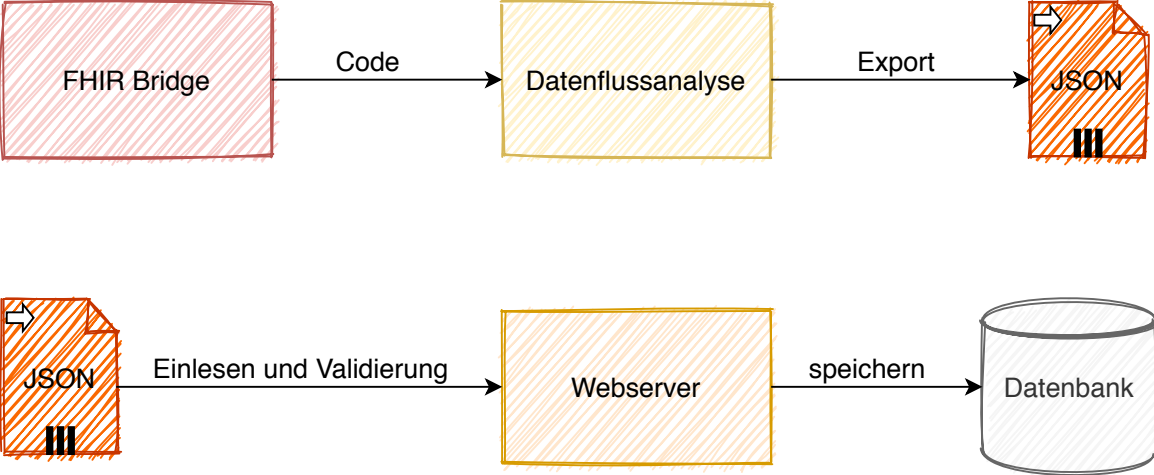 FHIR Bridge
Code
Datenflussanalyse
Export
JSON
JSON
Einlesen und Validierung
Webserver
speichern
Datenbank